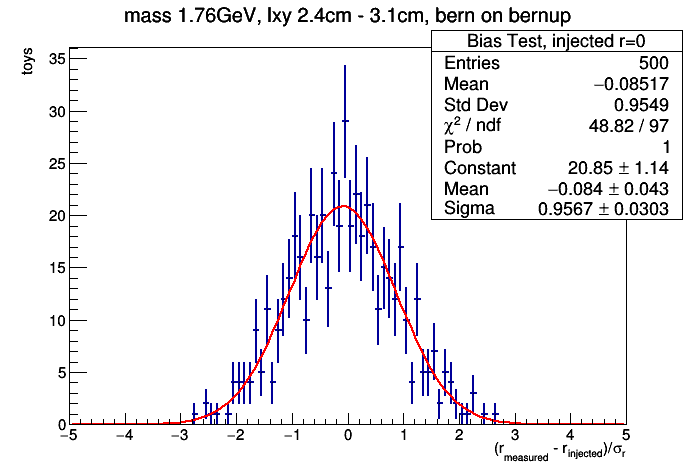 mass 1.76GeV, lxy 2.4cm - 3.1cm, bern on bernup
Bias Test, injected r=0
Entries 500
Mean −0.08517
Std Dev 0.9549
χ² / ndf 48.82 / 97
Prob 1
Constant 20.85 ± 1.14
Mean −0.084 ± 0.043
Sigma 0.9567 ± 0.0303
toys
35
30
25
20
15
10
5
0
−5 −4 −3 −2 −1 0 1 2 3 4 5
(r_measured - r_injected)/σ_r